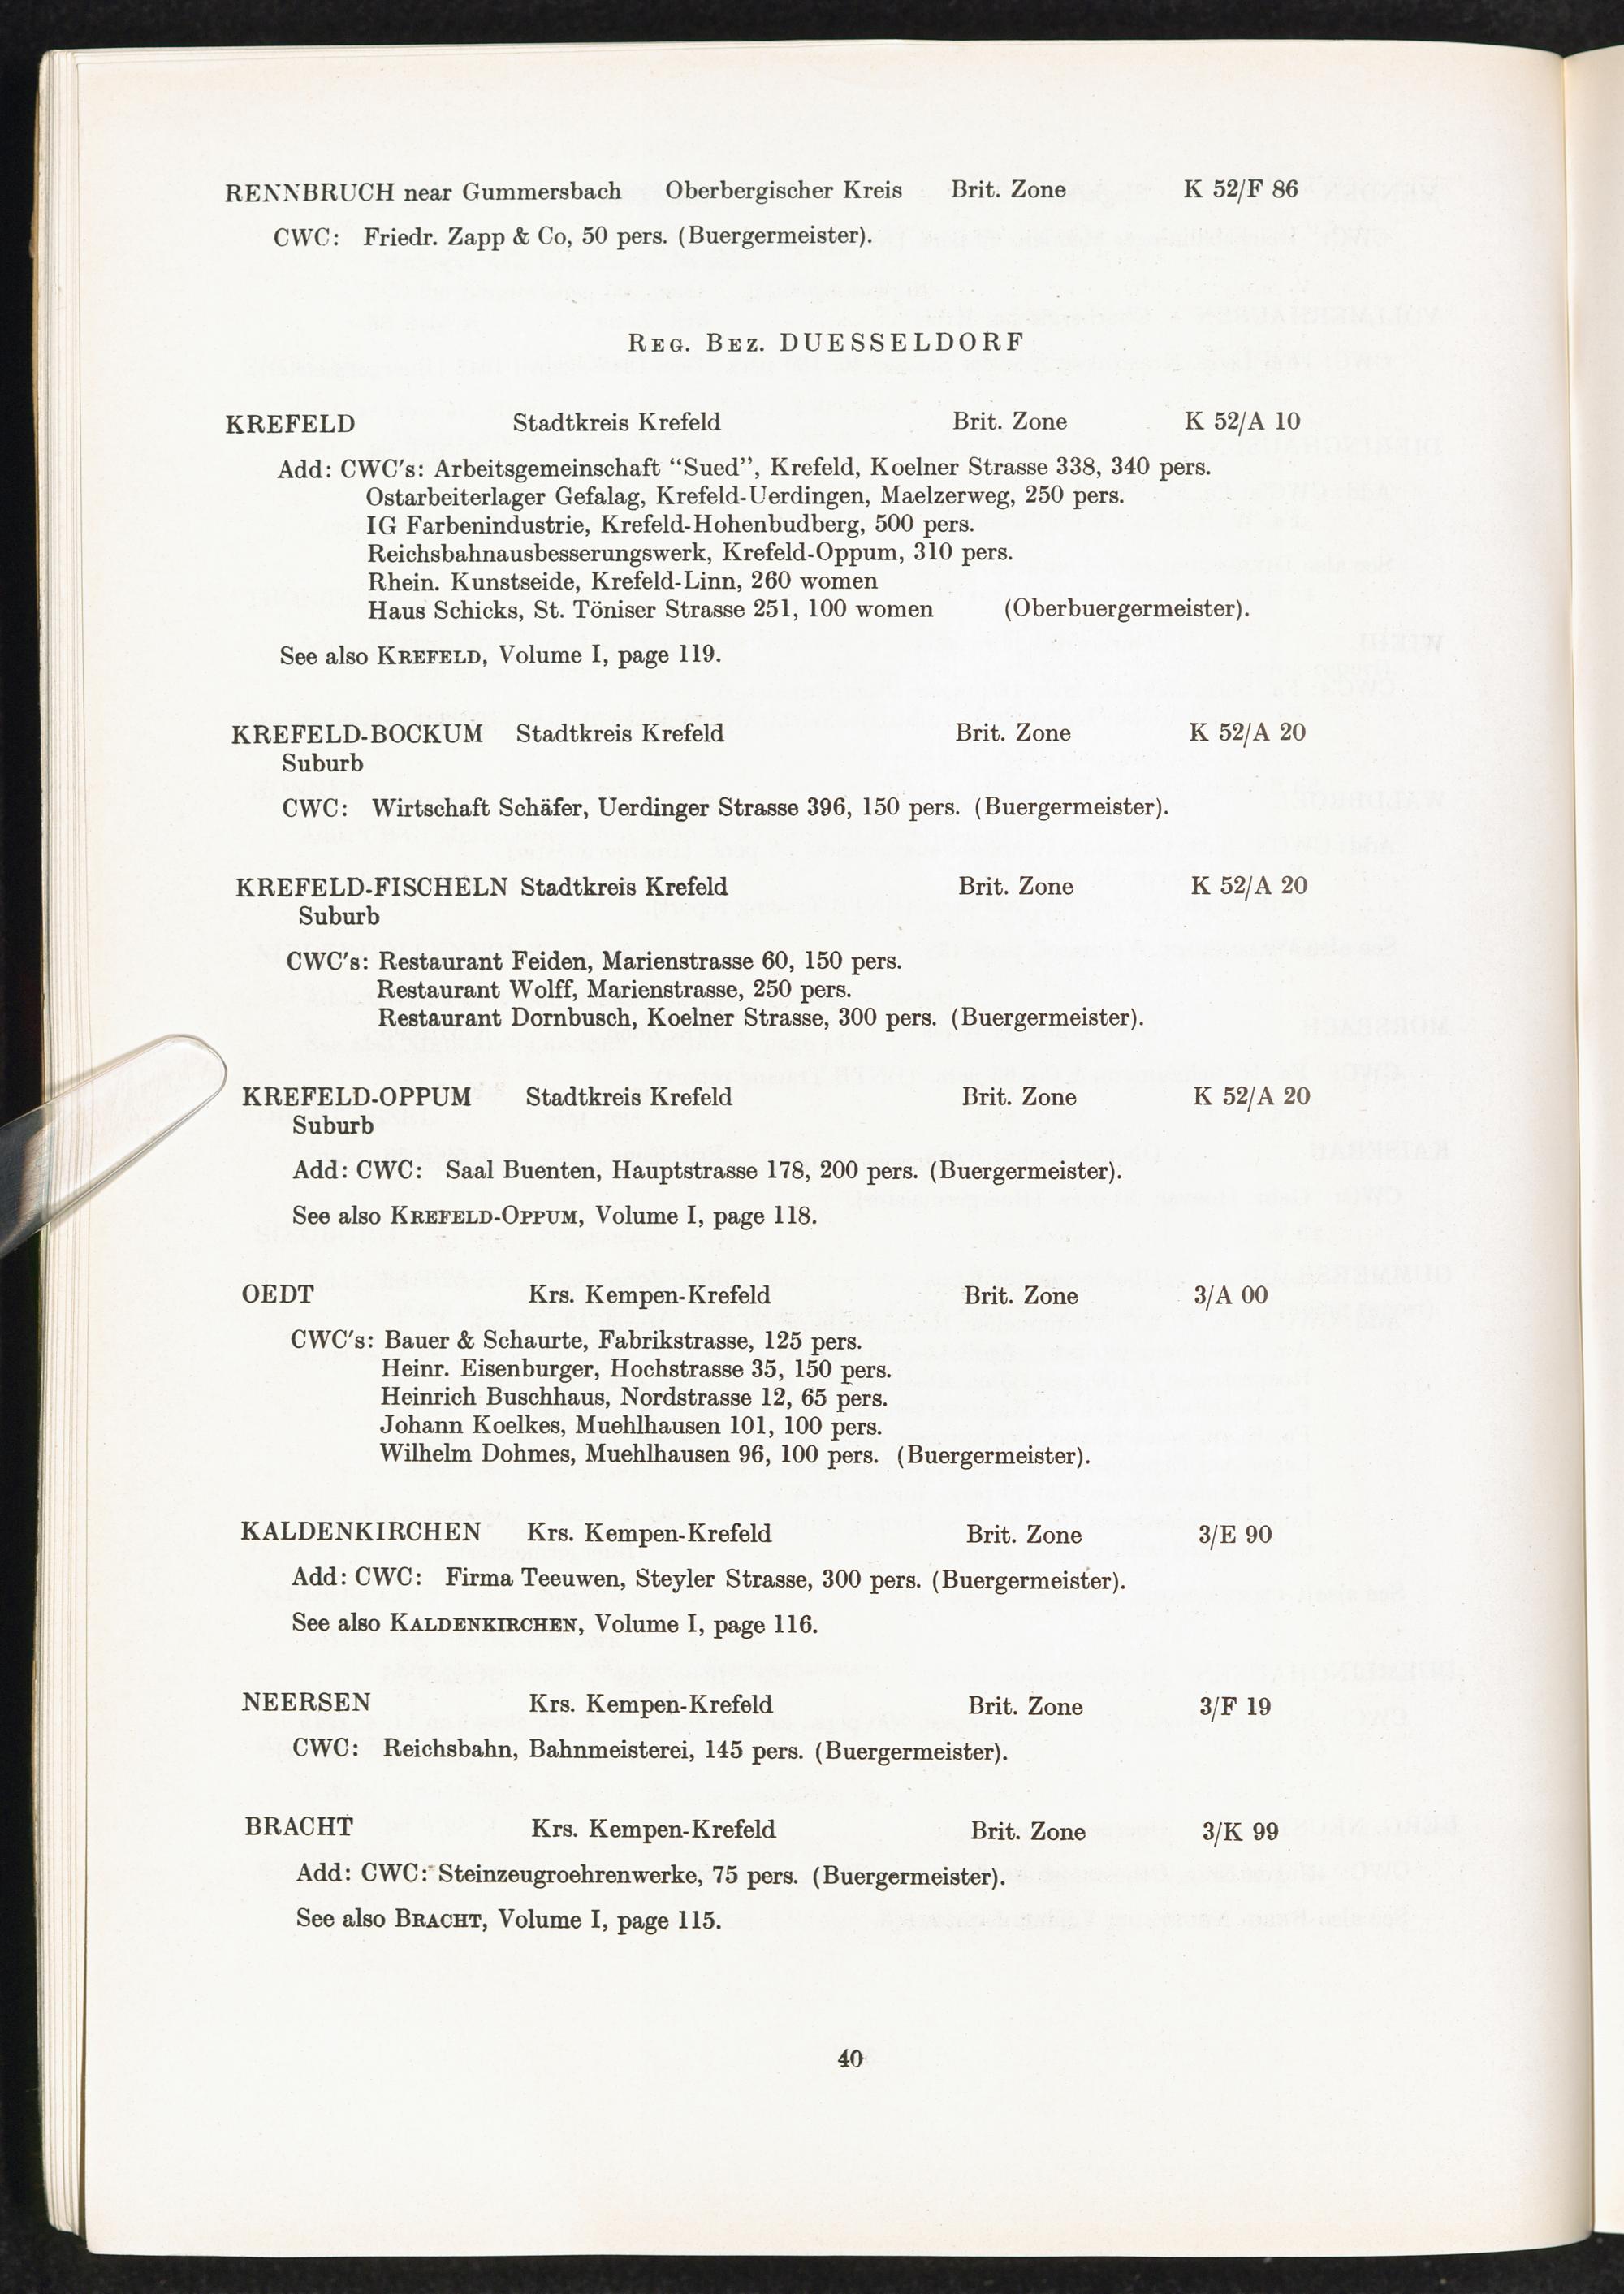 RENNBRUCH near Gummersbach Oberbergischer Kreis Brit. Zone K 52/F 86
CWC: Friedr. Zapp & Co, 50 pers. (Buergermeister).
REG. BEZ. DUESSELDORF
KREFELD Stadtkreis Krefeld Brit. Zone K 52/A 10
Add: CWC's: Arbeitsgemeinschaft “Sued”, Krefeld, Koelner Strasse 338, 340 pers.
Ostarbeiterlager Gefalag, Krefeld-Uerdingen, Maelzerweg, 250 pers.
IG Farbenindustrie, Krefeld-Hohenbudberg, 500 pers.
Reichsbahnausbesserungswerk, Krefeld-Oppum, 310 pers.
Rhein. Kunstseide, Krefeld-Linn, 260 women
Haus Schicks, St. Töniser Strasse 251, 100 women (Oberbuergermeister).
See also KREFELD, Volume I, page 119.
KREFELD-BOCKUM Stadtkreis Krefeld Brit. Zone K 52/A 20
Suburb
CWC: Wirtschaft Schäfer, Uerdinger Strasse 396, 150 pers. (Buergermeister).
KREFELD-FISCHELN Stadtkreis Krefeld Brit. Zone K 52/A 20
Suburb
CWC's: Restaurant Feiden, Marienstrasse 60, 150 pers.
Restaurant Wolff, Marienstrasse, 250 pers.
Restaurant Dornbusch, Koelner Strasse, 300 pers. (Buergermeister).
KREFELD-OPPUM Stadtkreis Krefeld Brit. Zone K 52/A 20
Suburb
Add: CWC: Saal Buenten, Hauptstrasse 178, 200 pers. (Buergermeister).
See also KREFELD-OPPUM, Volume I, page 118.
OEDT Krs. Kempen-Krefeld Brit. Zone 3/A 00
CWC's: Bauer & Schaurte, Fabrikstrasse, 125 pers.
Heinr. Eisenburger, Hochstrasse 35, 150 pers.
Heinrich Buschhaus, Nordstrasse 12, 65 pers.
Johann Koelkes, Muehlhausen 101, 100 pers.
Wilhelm Dohmes, Muehlhausen 96, 100 pers. (Buergermeister).
KALDENKIRCHEN Krs. Kempen-Krefeld Brit. Zone 3/E 90
Add: CWC: Firma Teeuwen, Steyler Strasse, 300 pers. (Buergermeister).
See also KALDENKIRCHEN, Volume I, page 116.
NEERSEN Krs. Kempen-Krefeld Brit. Zone 3/F 19
CWC: Reichsbahn, Bahnmeisterei, 145 pers. (Buergermeister).
BRACHT Krs. Kempen-Krefeld Brit. Zone 3/K 99
Add: CWC: Steinzeugroehrenwerke, 75 pers. (Buergermeister).
See also BRACHT, Volume I, page 115.
40